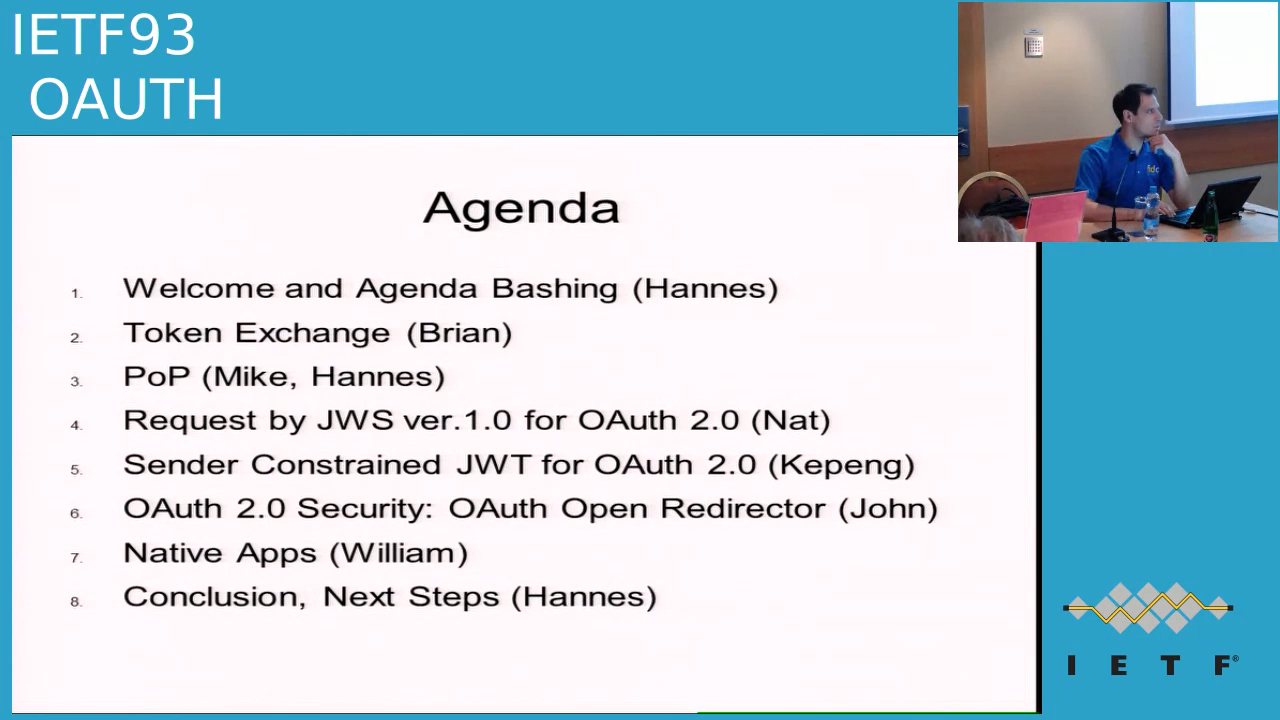 IETF93
OAUTH
Agenda
1. Welcome and Agenda Bashing (Hannes)
2. Token Exchange (Brian)
3. PoP (Mike, Hannes)
4. Request by JWS ver.1.0 for OAuth 2.0 (Nat)
5. Sender Constrained JWT for OAuth 2.0 (Kepeng)
6. OAuth 2.0 Security: OAuth Open Redirector (John)
7. Native Apps (William)
8. Conclusion, Next Steps (Hannes)
I E T F®